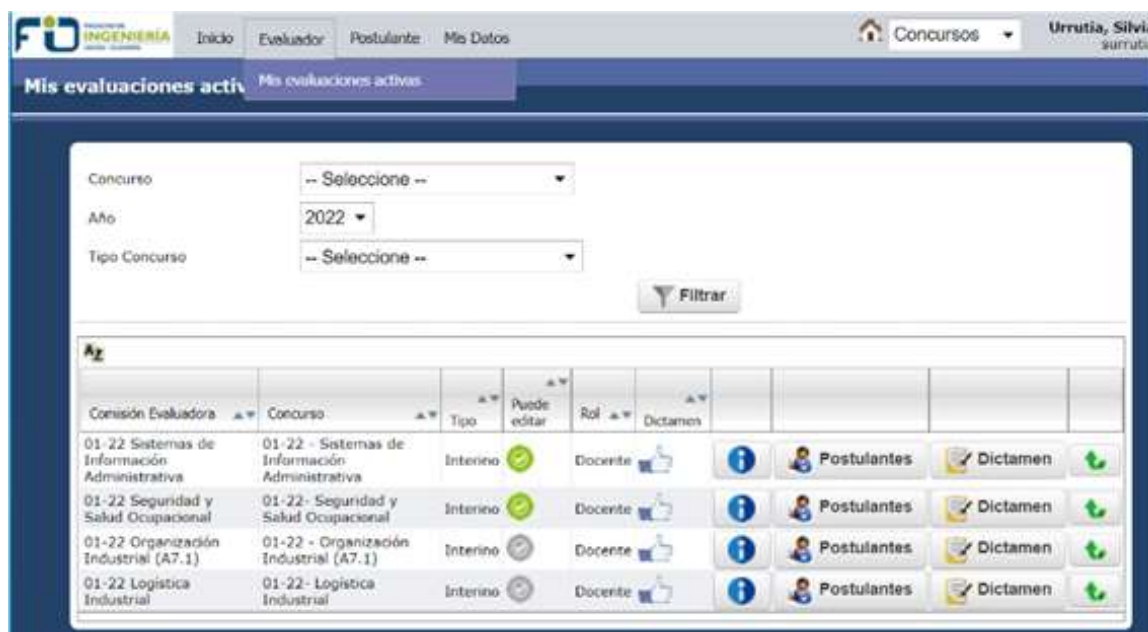 INGENIERÍA
Inicio
Evaluador
Postulante
Mis Datos
Concursos
Urrutia, Silvia
surrutia
Mis evaluaciones activ
Mis evaluaciones activas
Concurso
-- Seleccione --
Año
2022
Tipo Concurso
-- Seleccione --
Filtrar
Comisión Evaluadora
Concurso
Tipo
Puede
editar
Rol
Dictamen
01-22 Sistemas de
Información
Administrativa
01-22 - Sistemas de
Información
Administrativa
Interino
Docente
Postulantes
Dictamen
01-22 Seguridad y
Salud Ocupacional
01-22- Seguridad y
Salud Ocupacional
Interino
Docente
Postulantes
Dictamen
01-22 Organización
Industrial (A7.1)
01-22 - Organización
Industrial (A7.1)
Interino
Docente
Postulantes
Dictamen
01-22 Logística
Industrial
01-22- Logística
Industrial
Interino
Docente
Postulantes
Dictamen